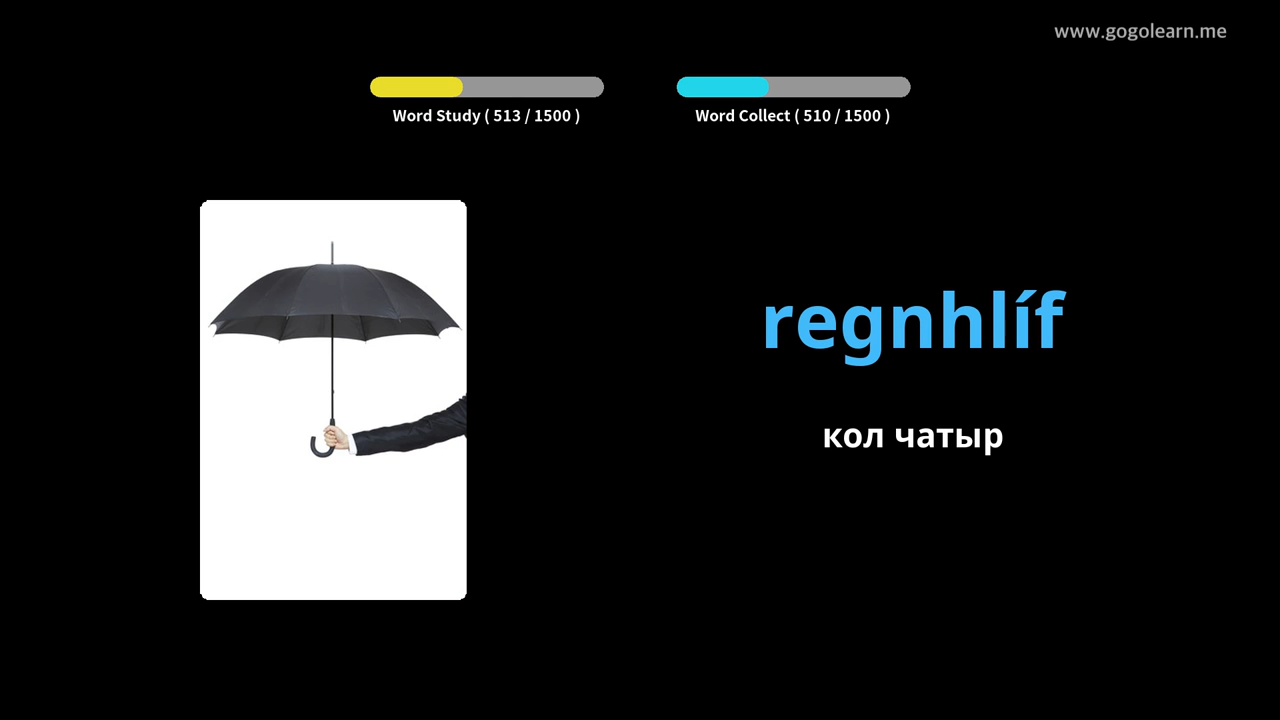 www.gogolearn.me
Word Study ( 513 / 1500 )
Word Collect ( 510 / 1500 )
regnhlíf
кол чатыр